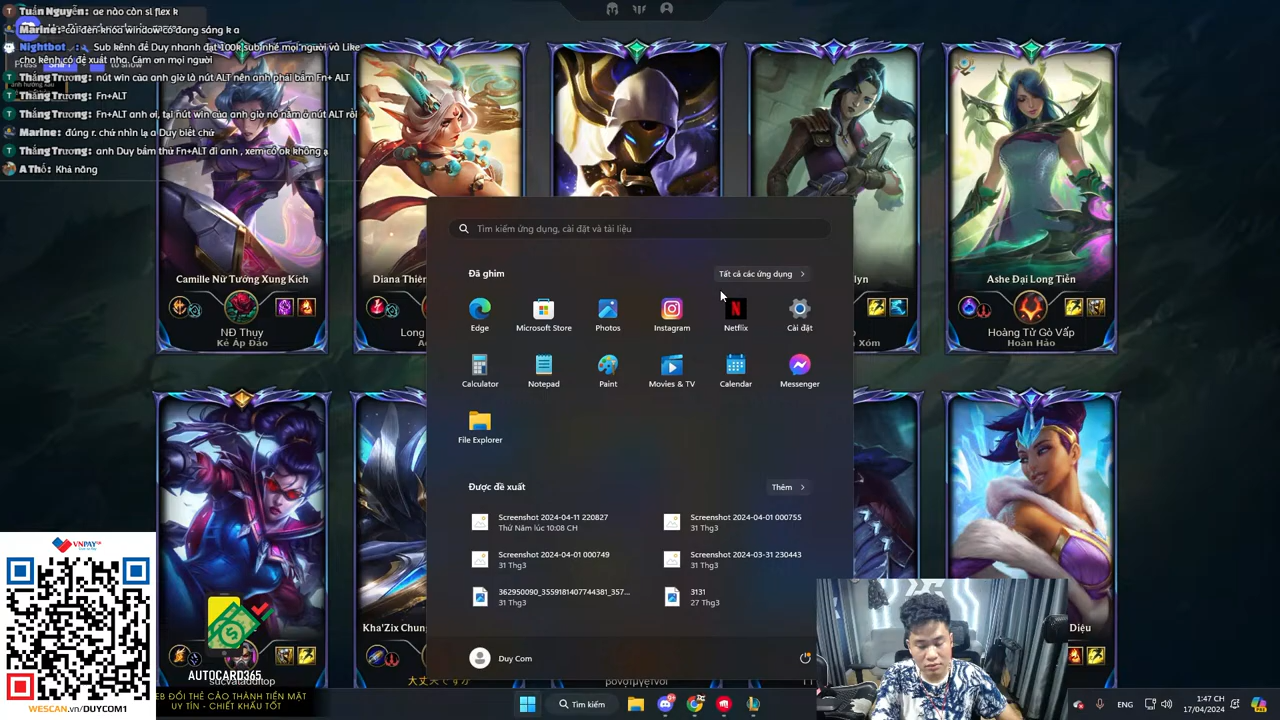 Tuấn Nguyễn: ae nào còn sl flex k
Marine: cái đèn khóa window có đang sáng k a
Nightbot : Sub kênh để Duy nhanh đạt 100k sub nhé mọi người và Like
cho kênh có đề xuất nha. Cảm ơn mọi người
Thắng Trương: nút win của anh giờ là nút ALT nên anh phải bấm Fn+ ALT
Thắng Trương: Fn+ALT
Thắng Trương: Fn+ALT anh ơi, tại nút win của anh giờ nó nằm ở nút ALT rồi
Marine: đúng r. chứ nhìn lạ a Duy biết chứ
Thắng Trương: anh Duy bấm thử Fn+ALT đi anh , xem có ok không ạ
A Thố: Khả năng
Camille Nữ Tướng Xung Kích
NĐ Thụy
Kẻ Áp Đảo
Ashe Đại Long Tiễn
Hoàng Tử Gò Vấp
Hoàn Hảo
Tìm kiếm ứng dụng, cài đặt và tài liệu
Đã ghim
Tất cả các ứng dụng
Edge
Microsoft Store
Photos
Instagram
Netflix
Cài đặt
Calculator
Notepad
Paint
Movies & TV
Calendar
Messenger
File Explorer
Được đề xuất
Thêm
Screenshot 2024-04-11 220827
Thứ Năm lúc 10:08 CH
Screenshot 2024-04-01 000755
31 Thg3
Screenshot 2024-04-01 000749
31 Thg3
Screenshot 2024-03-31 230443
31 Thg3
362950090_3559181407744381_357...
31 Thg3
3131
27 Thg3
Duy Com
Diana
Long
Xóm
Kha'Zix
Diệu
VNPAY
AUTOCARD365
WEB ĐỔI THẺ CÀO THÀNH TIỀN MẶT
UY TÍN - CHIẾT KHẤU TỐT
WESCAN.vn/DUYCOM1
Tìm kiếm
ENG
1:47 CH
17/04/2024